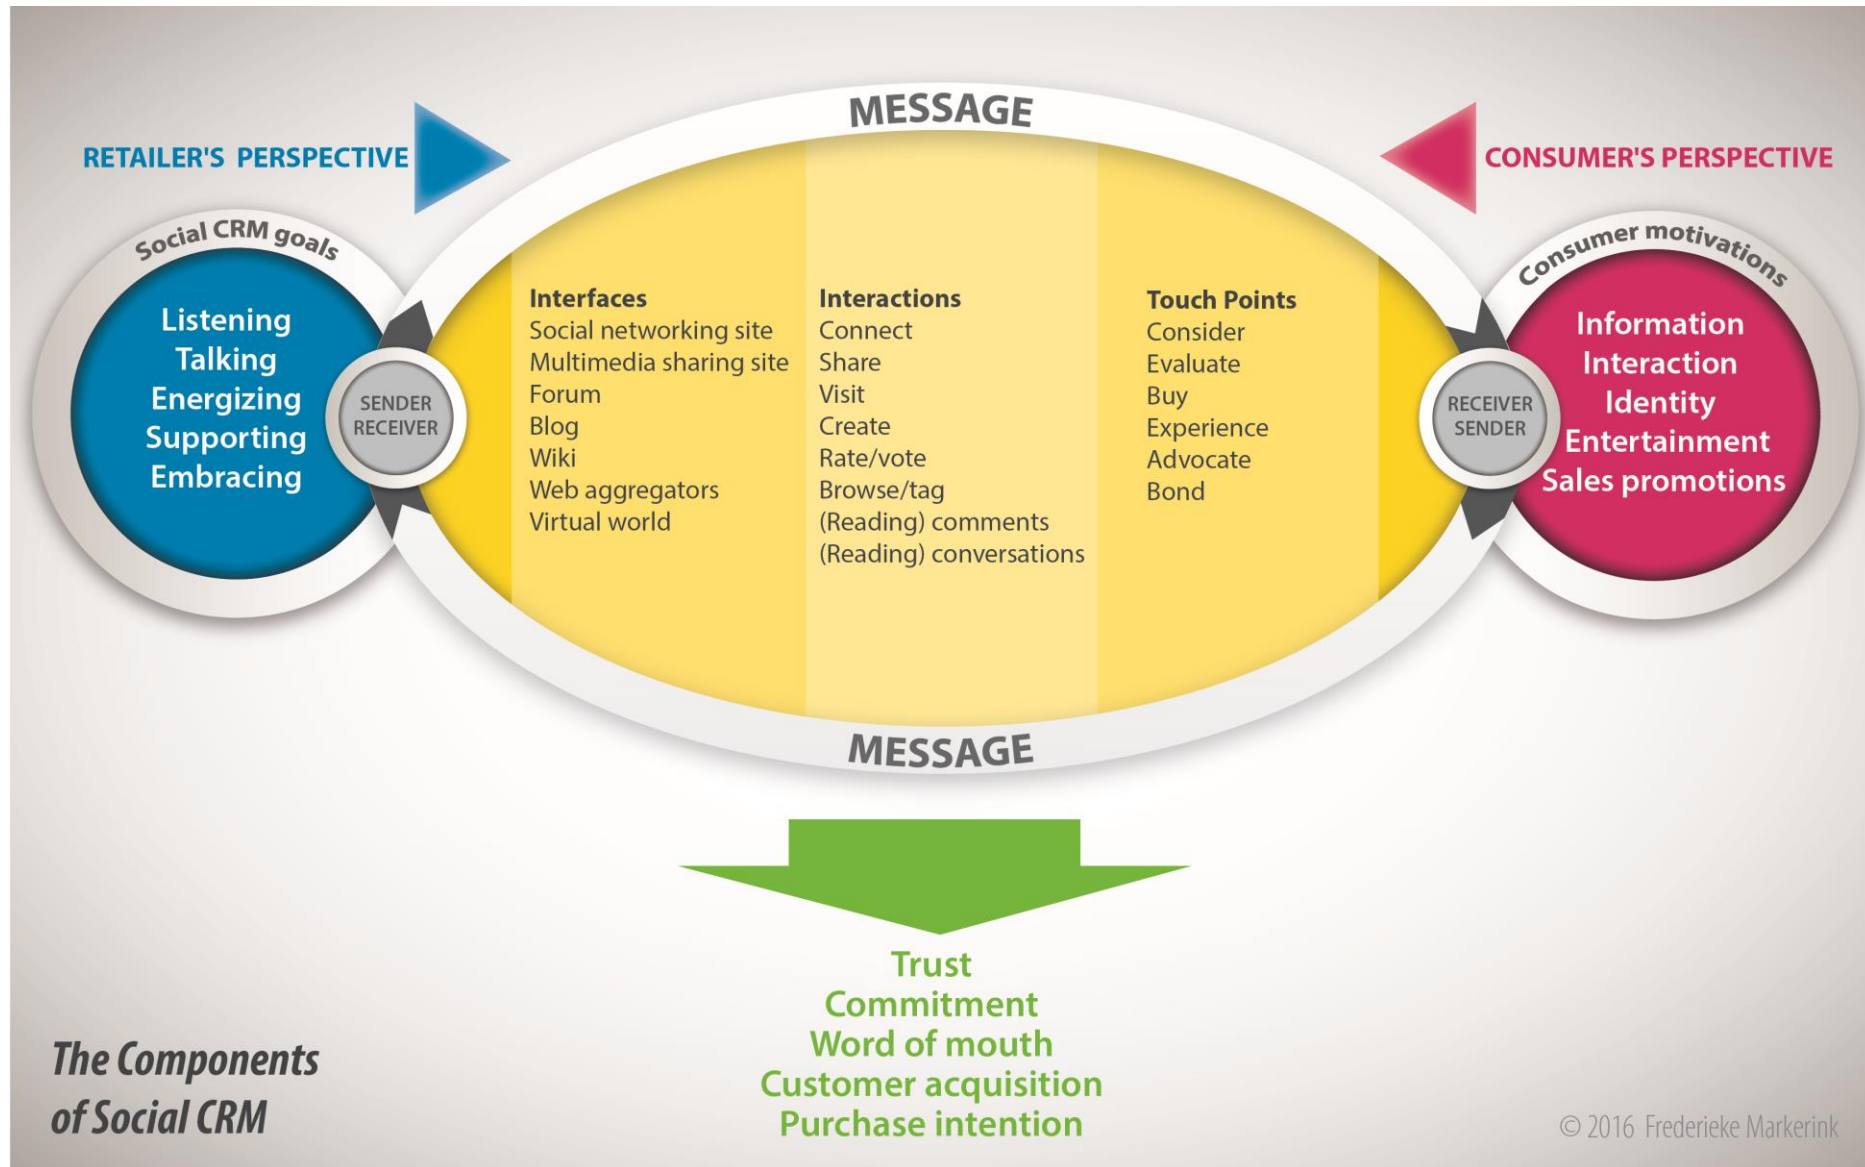 MESSAGE
RETAILER'S PERSPECTIVE
CONSUMER'S PERSPECTIVE
Social CRM goals
Listening
Talking
Energizing
Supporting
Embracing
SENDER
RECEIVER
Interfaces
Social networking site
Multimedia sharing site
Forum
Blog
Wiki
Web aggregators
Virtual world
Interactions
Connect
Share
Visit
Create
Rate/vote
Browse/tag
(Reading) comments
(Reading) conversations
Touch Points
Consider
Evaluate
Buy
Experience
Advocate
Bond
RECEIVER
SENDER
Consumer motivations
Information
Interaction
Identity
Entertainment
Sales promotions
MESSAGE
Trust
Commitment
Word of mouth
Customer acquisition
Purchase intention
The Components
of Social CRM
© 2016 Frederieke Markerink